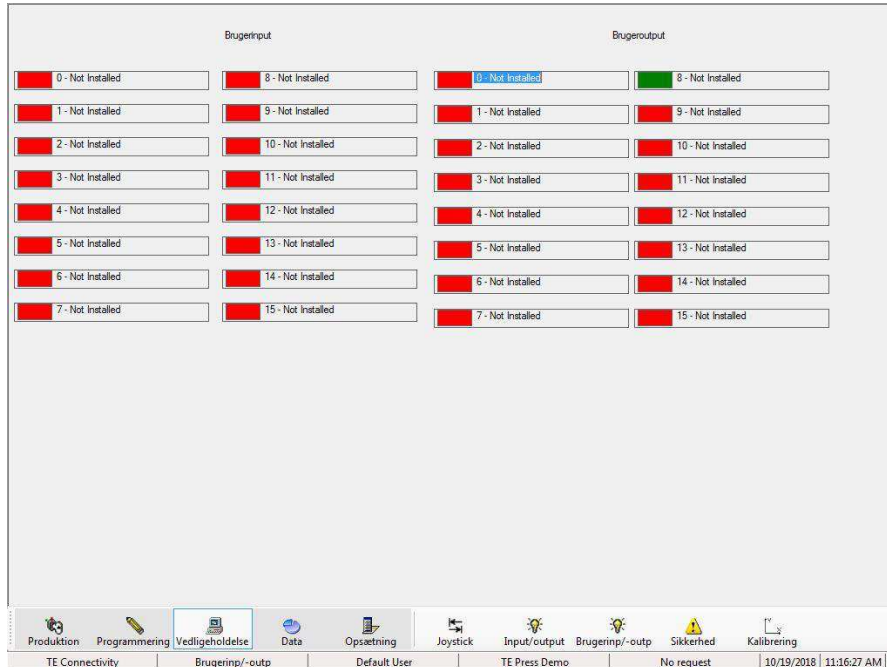 Brugerinput
Brugeroutput
0 - Not Installed
8 - Not Installed
0 - Not Installed
8 - Not Installed
1 - Not Installed
9 - Not Installed
1 - Not Installed
9 - Not Installed
2 - Not Installed
10 - Not Installed
2 - Not Installed
10 - Not Installed
3 - Not Installed
11 - Not Installed
3 - Not Installed
11 - Not Installed
4 - Not Installed
12 - Not Installed
4 - Not Installed
12 - Not Installed
5 - Not Installed
13 - Not Installed
5 - Not Installed
13 - Not Installed
6 - Not Installed
14 - Not Installed
6 - Not Installed
14 - Not Installed
7 - Not Installed
15 - Not Installed
7 - Not Installed
15 - Not Installed
Produktion Programmering Vedligeholdelse Data Opsætning Joystick Input/output Brugerinp/-outp Sikkerhed Kalibrering
TE Connectivity Brugerinp/-outp Default User TE Press Demo No request 10/19/2018 11:16:27 AM